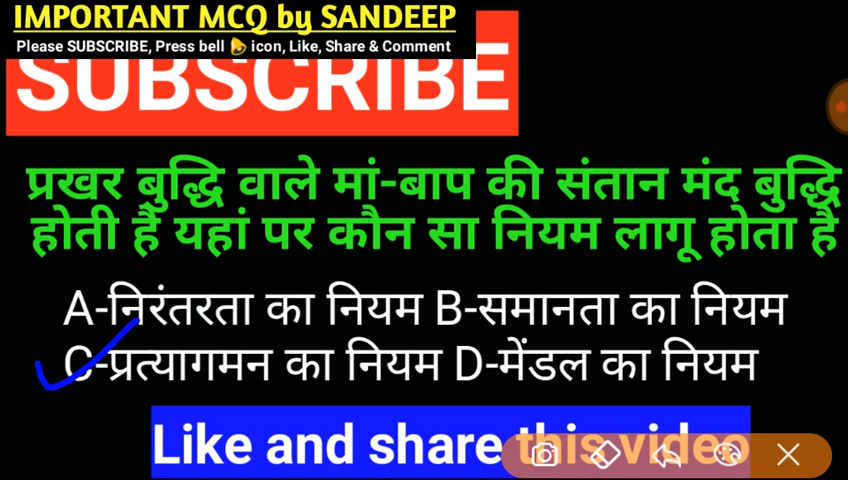 IMPORTANT MCQ by SANDEEP
Please SUBSCRIBE, Press bell icon, Like, Share & Comment
SUBSCRIBE
प्रखर बुद्धि वाले मां-बाप की संतान मंद बुद्धि
होती है यहां पर कौन सा नियम लागू होता है
A-निरंतरता का नियम B-समानता का नियम
C-प्रत्यागमन का नियम D-मेंडल का नियम
Like and share this video